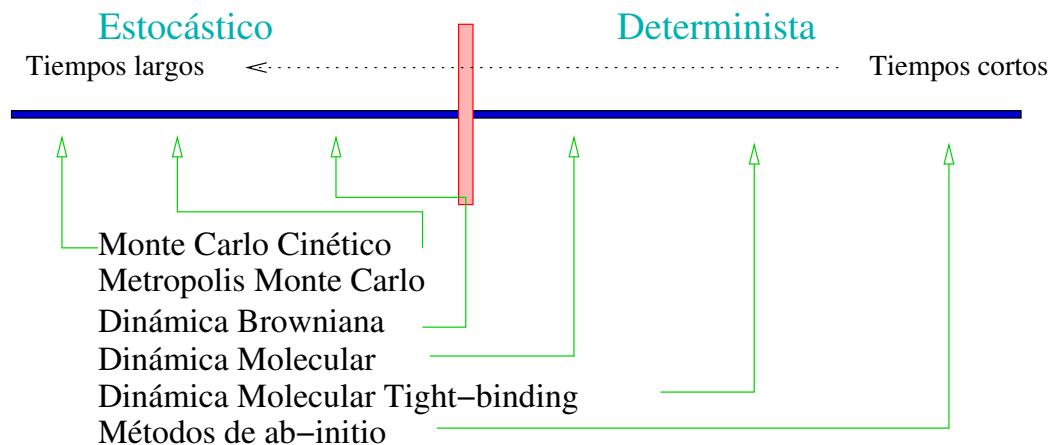 Estocástico
Determinista
Tiempos largos
Tiempos cortos
Monte Carlo Cinético
Metropolis Monte Carlo
Dinámica Browniana
Dinámica Molecular
Dinámica Molecular Tight−binding
Métodos de ab−initio